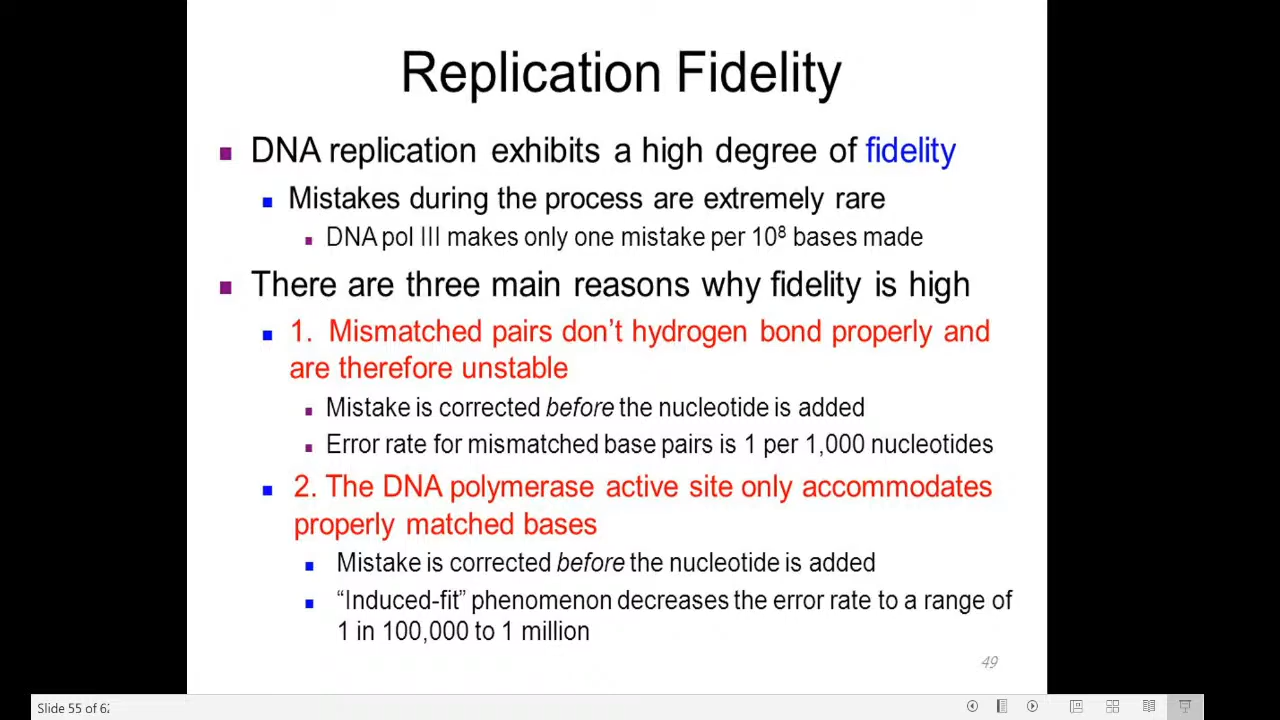 Replication Fidelity
DNA replication exhibits a high degree of fidelity
Mistakes during the process are extremely rare
DNA pol III makes only one mistake per 10⁸ bases made
There are three main reasons why fidelity is high
1. Mismatched pairs don’t hydrogen bond properly and
are therefore unstable
Mistake is corrected before the nucleotide is added
Error rate for mismatched base pairs is 1 per 1,000 nucleotides
2. The DNA polymerase active site only accommodates
properly matched bases
Mistake is corrected before the nucleotide is added
“Induced-fit” phenomenon decreases the error rate to a range of
1 in 100,000 to 1 million
49
Slide 55 of 62